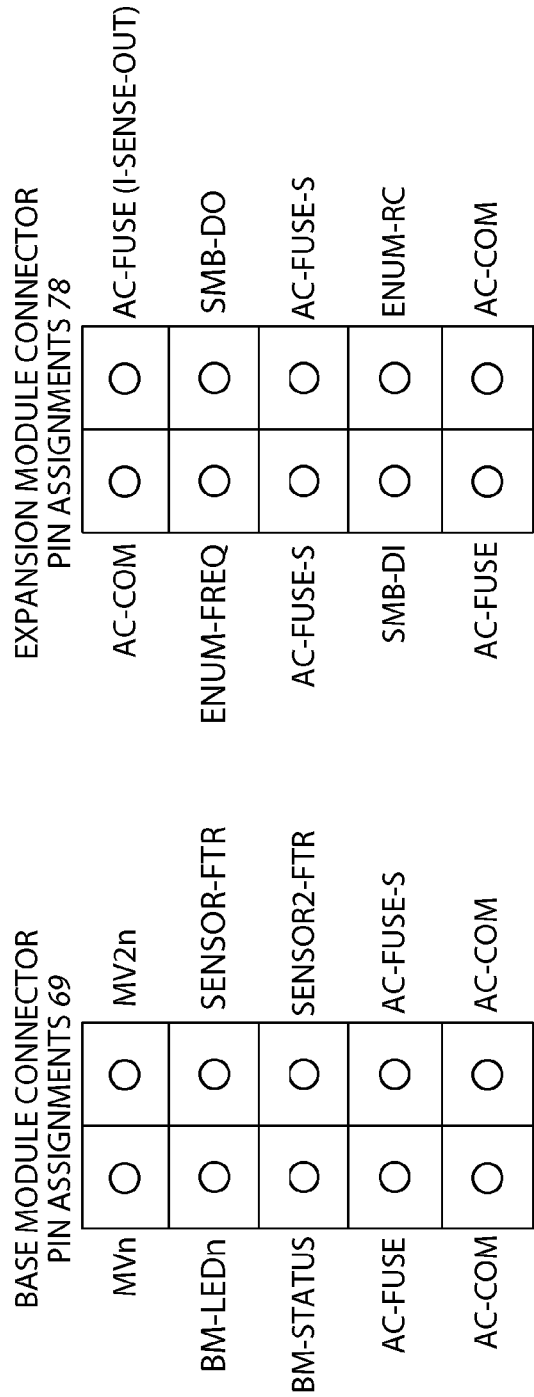 BASE MODULE CONNECTOR
PIN ASSIGNMENTS 69
MVn MV2n
BM-LEDn SENSOR-FTR
BM-STATUS SENSOR2-FTR
AC-FUSE AC-FUSE-S
AC-COM AC-COM
EXPANSION MODULE CONNECTOR
PIN ASSIGNMENTS 78
AC-COM AC-FUSE (I-SENSE-OUT)
ENUM-FREQ SMB-DO
AC-FUSE-S AC-FUSE-S
SMB-DI ENUM-RC
AC-FUSE AC-COM